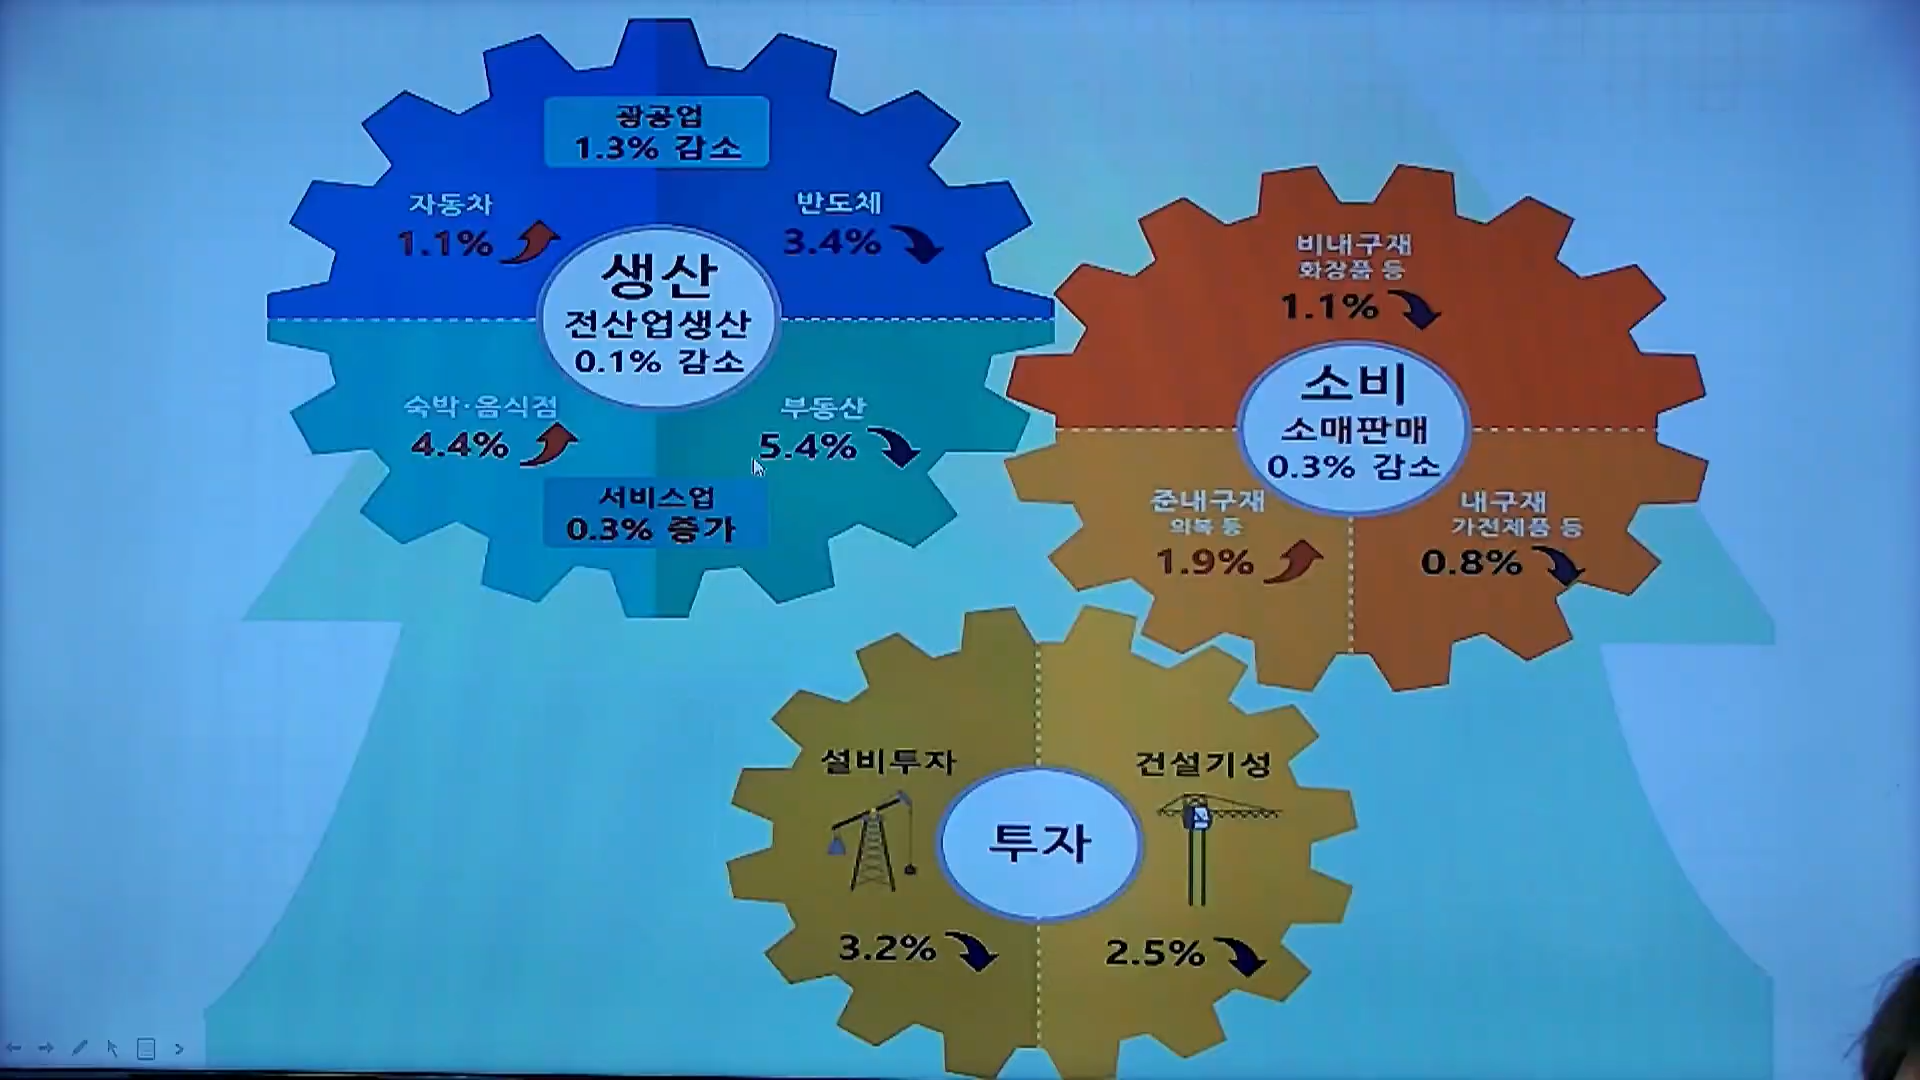 광공업
1.3% 감소
자동차
1.1%
반도체
3.4%
생산
전산업생산
0.1% 감소
숙박·음식점
4.4%
부동산
5.4%
서비스업
0.3% 증가
비내구재
화장품 등
1.1%
소비
소매판매
0.3% 감소
준내구재
의복 등
1.9%
내구재
가전제품 등
0.8%
설비투자
3.2%
투자
건설기성
2.5%